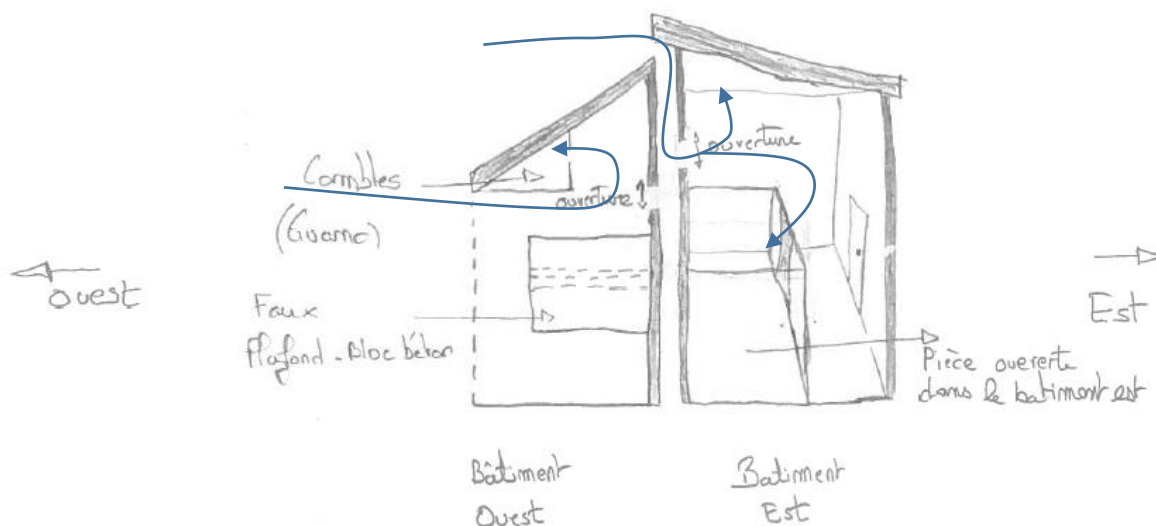 Combles
(Guano)
ouverture
ouverture
Ouest
Est
Faux
Plafond - Bloc béton
Pièce ouererte
dans le batiment est
Bâtiment
Ouest
Batiment
Est